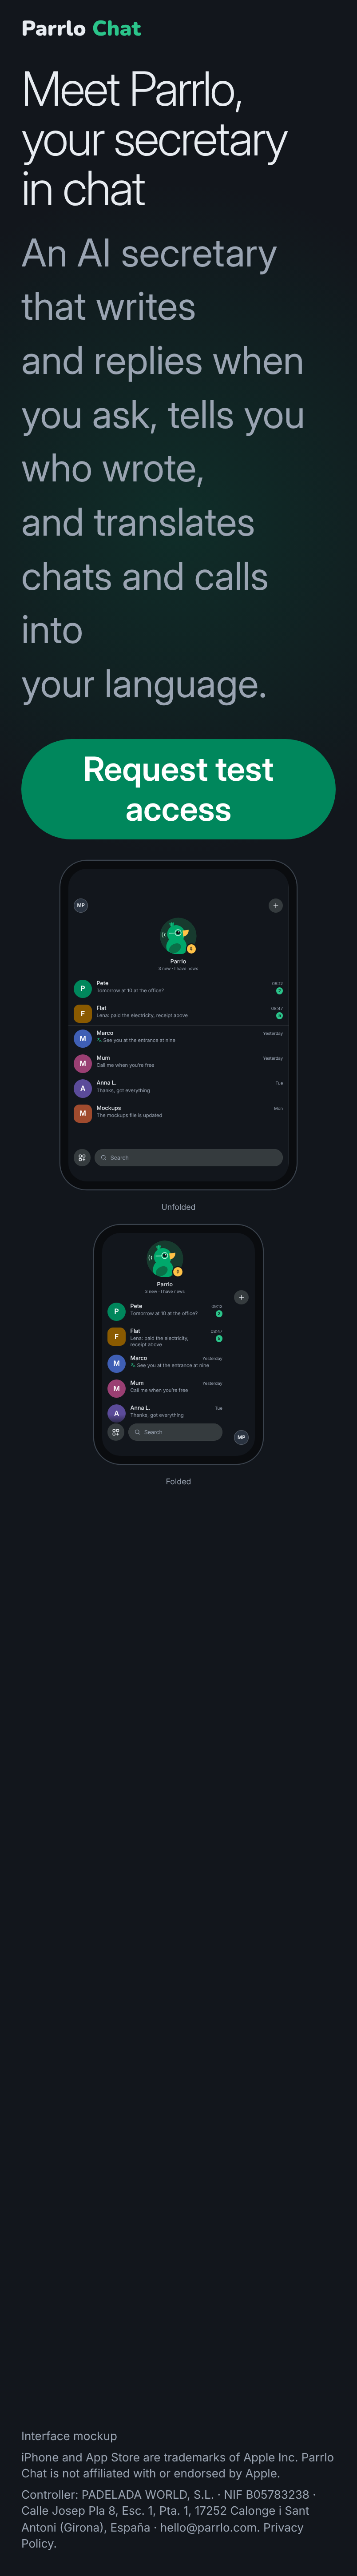 Parrlo Chat
Meet Parrlo,
your secretary
in chat
An AI secretary
that writes
and replies when
you ask, tells you
who wrote,
and translates
chats and calls
into
your language.
Request test
access
MP
Parrlo
3 new · I have news
P Pete 09:12
Tomorrow at 10 at the office? 2
F Flat 08:47
Lena: paid the electricity, receipt above
M Marco Yesterday
See you at the entrance at nine
M Mum Yesterday
Call me when you're free
A Anna L. Tue
Thanks, got everything
M Mockups Mon
The mockups file is updated
Search
Unfolded
Parrlo
3 new · I have news
P Pete 09:12
Tomorrow at 10 at the office? 2
F Flat 08:47
Lena: paid the electricity,
receipt above
M Marco Yesterday
See you at the entrance at nine
M Mum Yesterday
Call me when you're free
A Anna L. Tue
Thanks, got everything
Search
MP
Folded
Interface mockup
iPhone and App Store are trademarks of Apple Inc. Parrlo
Chat is not affiliated with or endorsed by Apple.
Controller: PADELADA WORLD, S.L. · NIF B05783238 ·
Calle Josep Pla 8, Esc. 1, Pta. 1, 17252 Calonge i Sant
Antoni (Girona), España · hello@parrlo.com. Privacy
Policy.